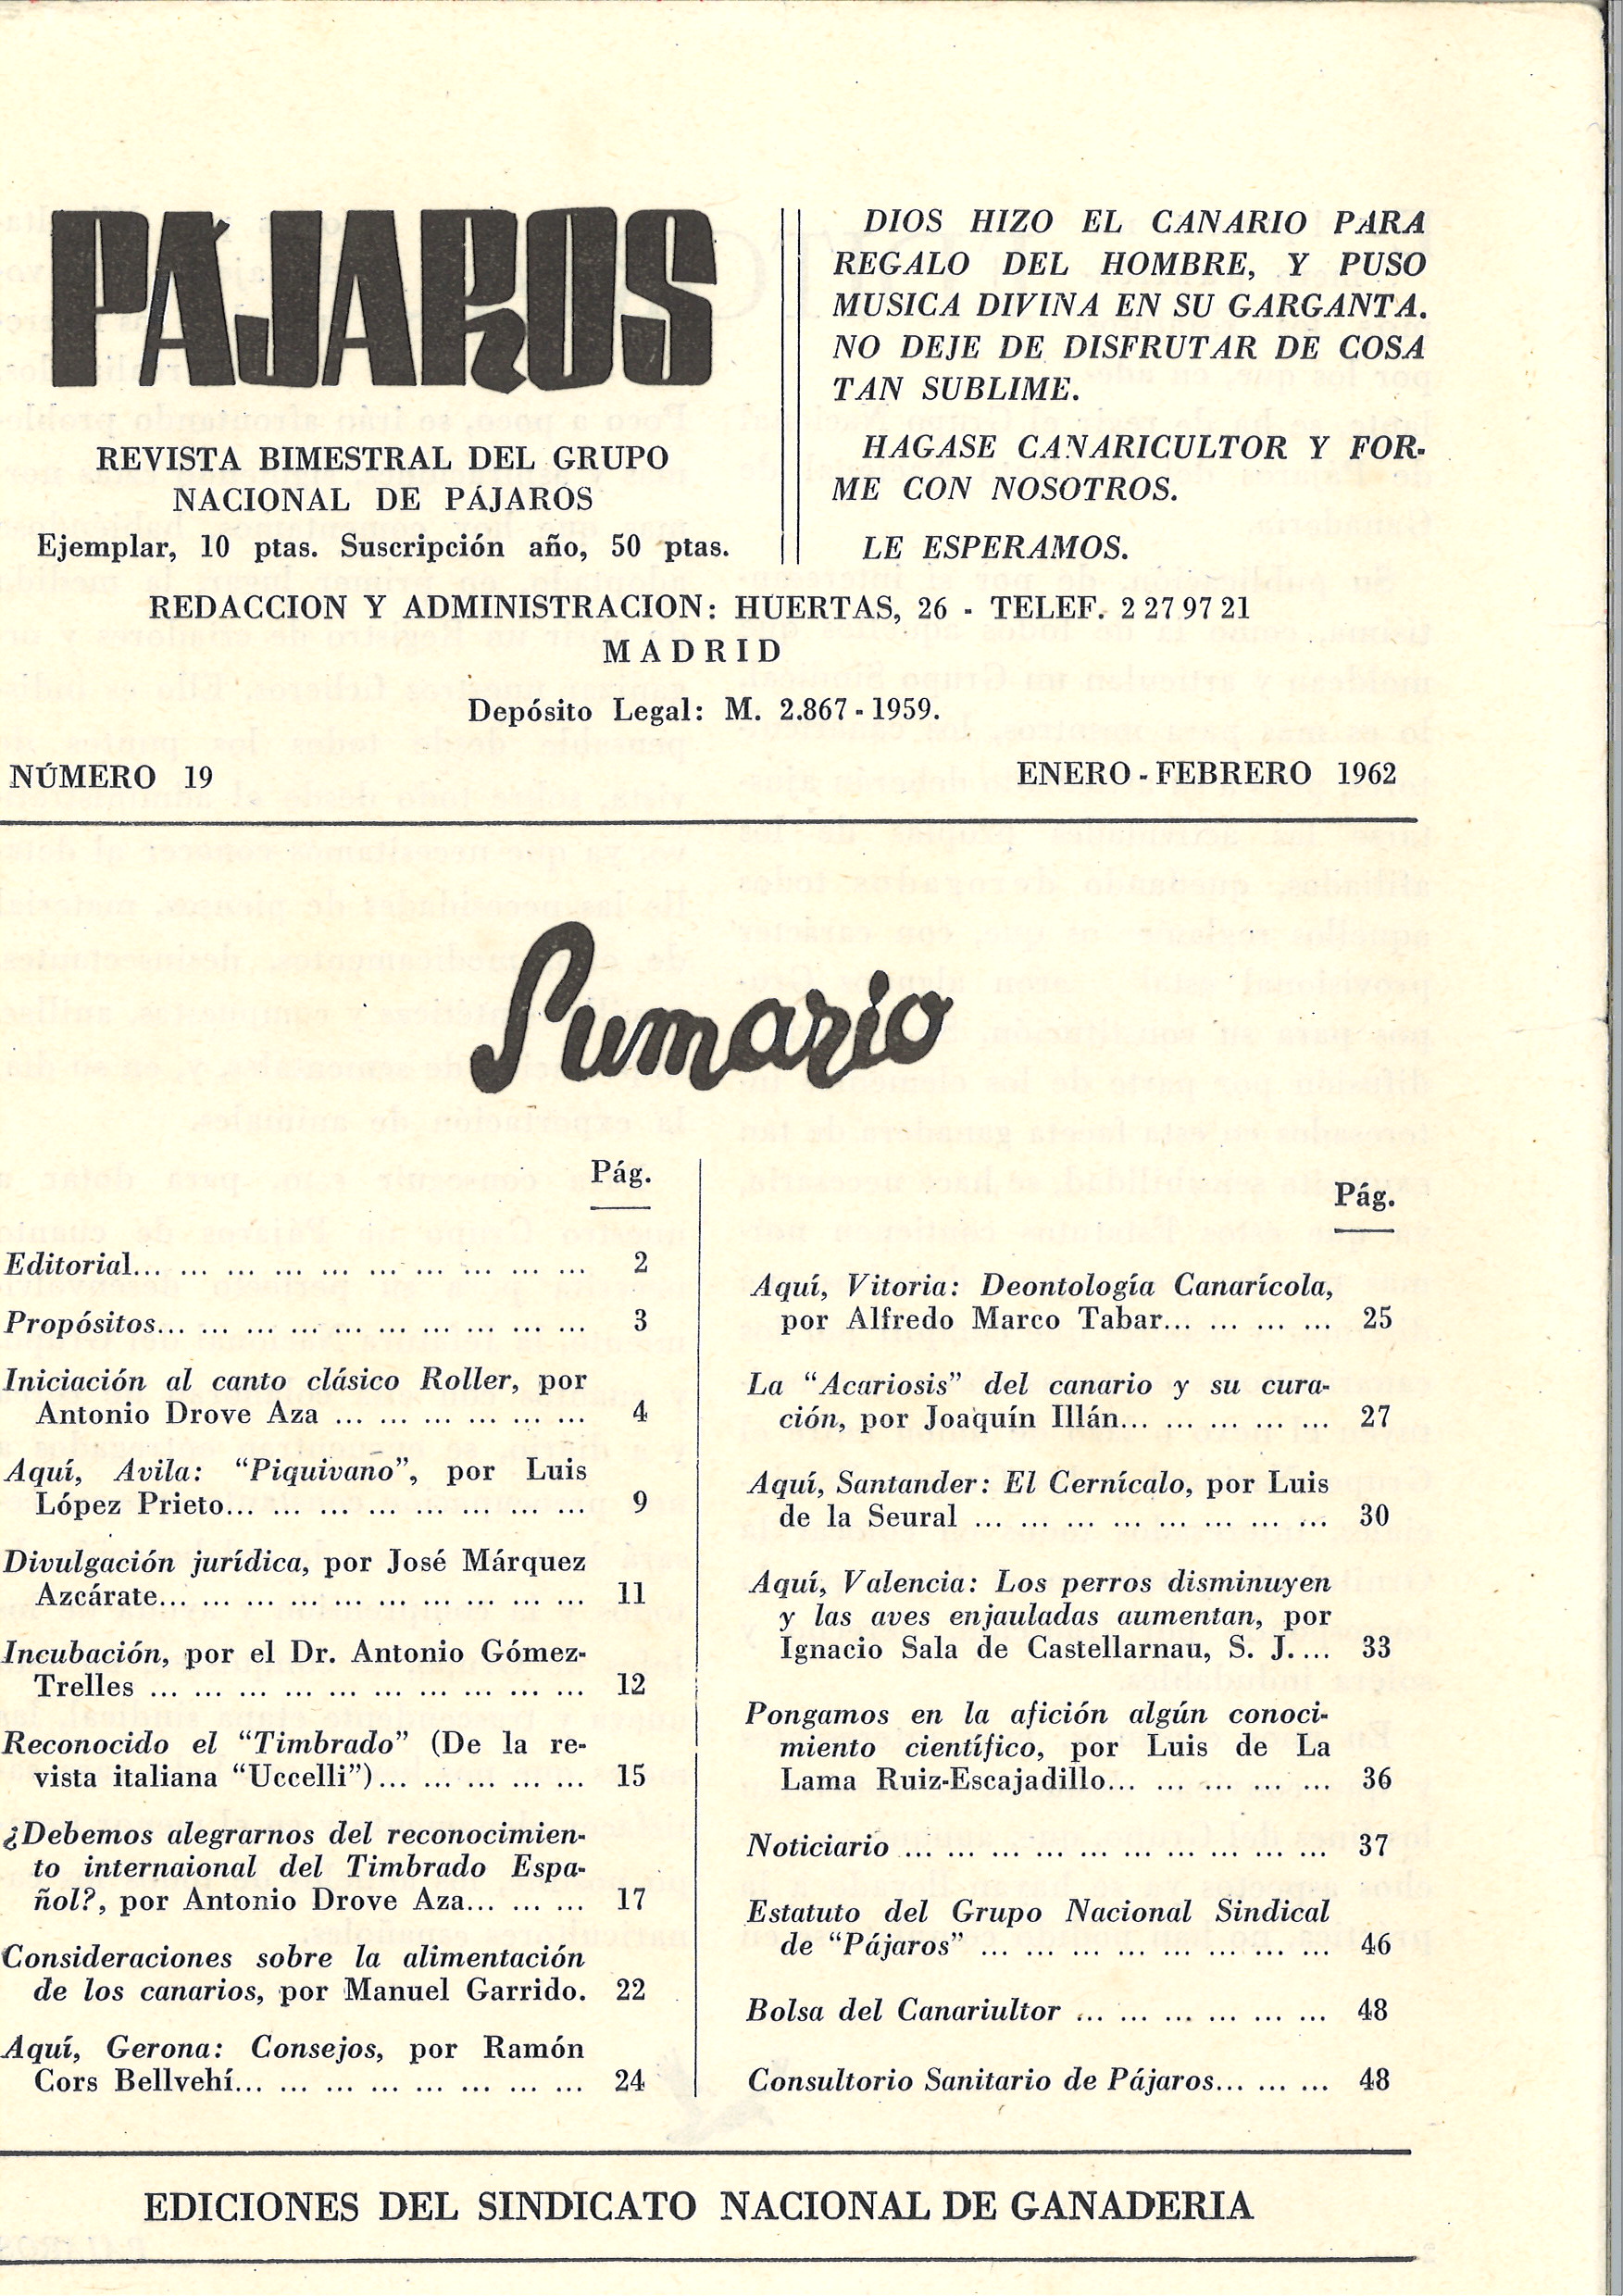 PÁJAROS
REVISTA BIMESTRAL DEL GRUPO
NACIONAL DE PÁJAROS
Ejemplar, 10 ptas. Suscripción año, 50 ptas.
DIOS HIZO EL CANARIO PARA
REGALO DEL HOMBRE, Y PUSO
MUSICA DIVINA EN SU GARGANTA.
NO DEJE DE DISFRUTAR DE COSA
TAN SUBLIME.
HAGASE CANARICULTOR Y FOR-
ME CON NOSOTROS.
LE ESPERAMOS.
REDACCION Y ADMINISTRACION: HUERTAS, 26 - TELEF. 2 27 97 21
MADRID
Depósito Legal: M. 2.867 - 1959.
NÚMERO 19
ENERO - FEBRERO 1962
Sumario
Pág.
Editorial... ... ... ... ... ... ... ... ... ... 2
Propósitos... ... ... ... ... ... ... ... ... ... 3
Iniciación al canto clásico Roller, por
Antonio Drove Aza ... ... ... ... ... ... 4
Aquí, Avila: “Piquivano”, por Luis
López Prieto... ... ... ... ... ... ... ... 9
Divulgación jurídica, por José Márquez
Azcárate... ... ... ... ... ... ... ... ... ... 11
Incubación, por el Dr. Antonio Gómez-
Trelles ... ... ... ... ... ... ... ... ... ... 12
Reconocido el “Timbrado” (De la re-
vista italiana “Uccelli”)... ... ... ... ... 15
¿Debemos alegrarnos del reconocimien-
to internaional del Timbrado Espa-
ñol?, por Antonio Drove Aza... ... ... 17
Consideraciones sobre la alimentación
de los canarios, por Manuel Garrido. 22
Aquí, Gerona: Consejos, por Ramón
Cors Bellvehí... ... ... ... ... ... ... ... 24
Pág.
Aquí, Vitoria: Deontología Canarícola,
por Alfredo Marco Tabar... ... ... ... 25
La “Acariosis” del canario y su cura-
ción, por Joaquín Illán... ... ... ... ... 27
Aquí, Santander: El Cernícalo, por Luis
de la Seural ... ... ... ... ... ... ... ... 30
Aquí, Valencia: Los perros disminuyen
y las aves enjauladas aumentan, por
Ignacio Sala de Castellarnau, S. J.... 33
Pongamos en la afición algún conoci-
miento científico, por Luis de La
Lama Ruiz-Escajadillo... ... ... ... ... 36
Noticiario ... ... ... ... ... ... ... ... ... ... 37
Estatuto del Grupo Nacional Sindical
de “Pájaros” ... ... ... ... ... ... ... ... 46
Bolsa del Canariultor ... ... ... ... ... ... 48
Consultorio Sanitario de Pájaros... ... ... 48
EDICIONES DEL SINDICATO NACIONAL DE GANADERIA